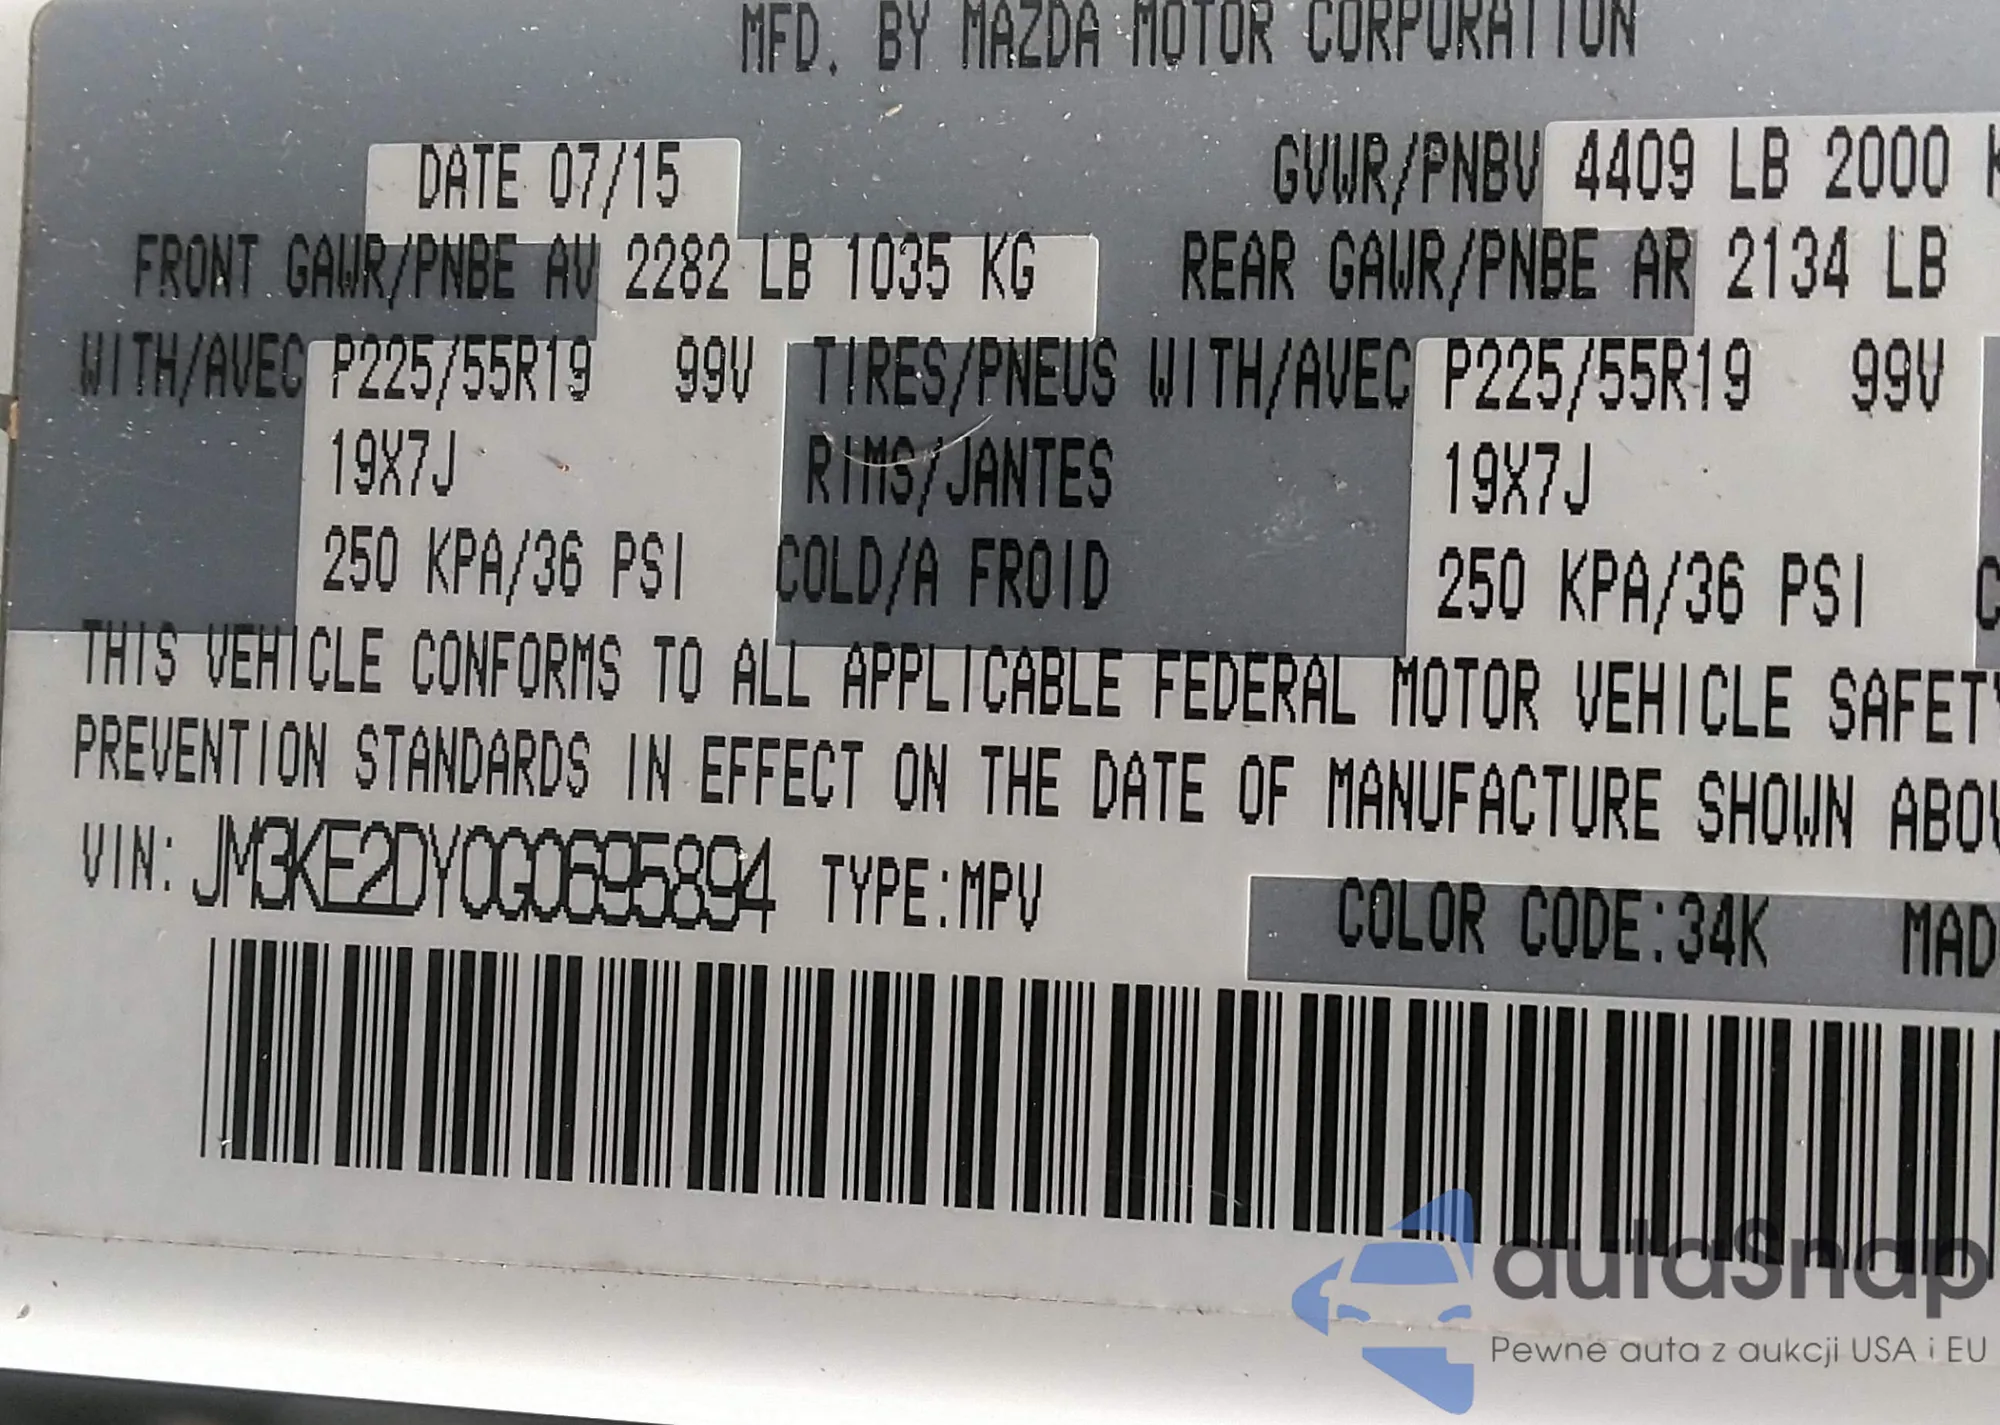 MFD. BY MAZDA MOTOR CORPORATION
DATE 07/15 GVWR/PNBV 4409 LB 2000 K
FRONT GAWR/PNBE AV 2282 LB 1035 KG REAR GAWR/PNBE AR 2134 LB
WITH/AVEC P225/55R19 99V TIRES/PNEUS WITH/AVEC P225/55R19 99V
19X7J RIMS/JANTES 19X7J
250 KPA/36 PSI COLD/A FROID 250 KPA/36 PSI C
THIS VEHICLE CONFORMS TO ALL APPLICABLE FEDERAL MOTOR VEHICLE SAFETY
PREVENTION STANDARDS IN EFFECT ON THE DATE OF MANUFACTURE SHOWN ABOV
VIN: JM3KE2DY0G0695894 TYPE:MPV COLOR CODE:34K MAD
autaSnap
Pewne auta z aukcji USA i EU